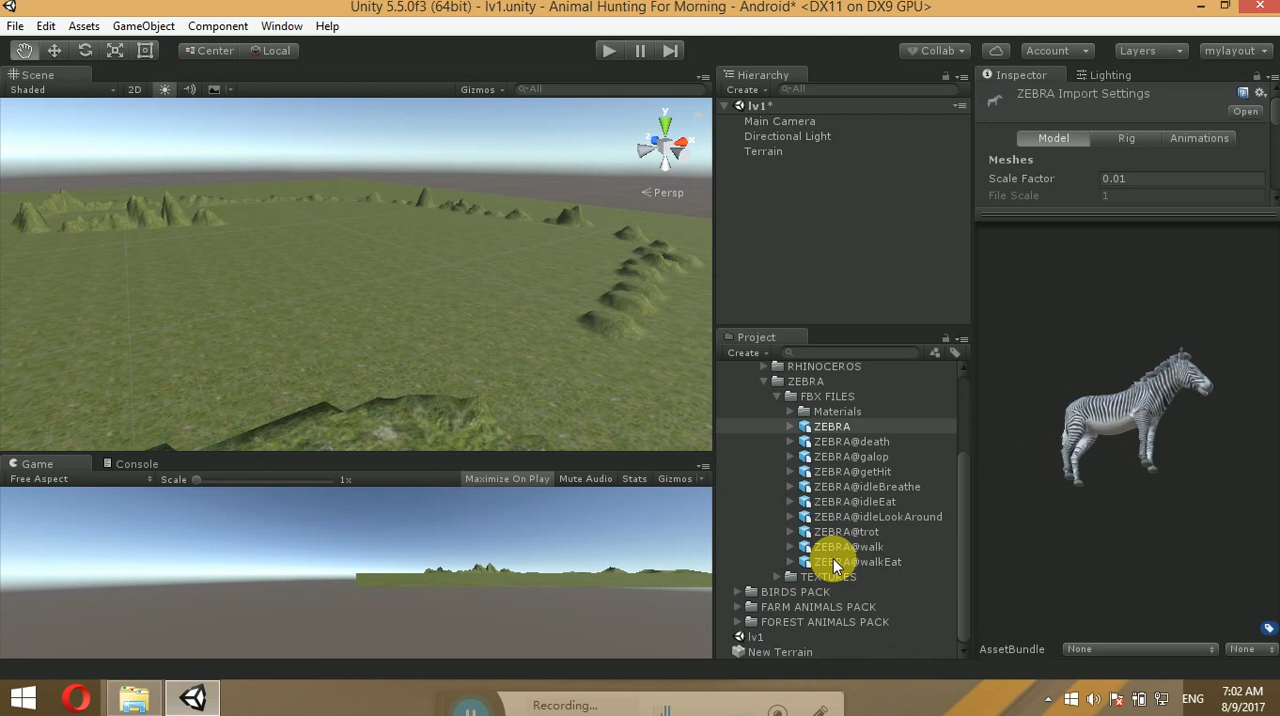 Unity 5.5.0f3 (64bit) - lv1.unity - Animal Hunting For Morning - Android* <DX11 on DX9 GPU>
File Edit Assets GameObject Component Window Help
Center Local Collab Account Layers mylayout
Scene
Shaded 2D Gizmos All
y
x
z
Persp
Hierarchy
Create All
lv1*
Main Camera
Directional Light
Terrain
Inspector Lighting
ZEBRA Import Settings
Open
Model Rig Animations
Meshes
Scale Factor 0.01
File Scale 1
Project
Create
RHINOCEROS
ZEBRA
FBX FILES
Materials
ZEBRA
ZEBRA@death
ZEBRA@galop
ZEBRA@getHit
ZEBRA@idleBreathe
ZEBRA@idleEat
ZEBRA@idleLookAround
ZEBRA@trot
ZEBRA@walk
ZEBRA@walkEat
TEXTURES
BIRDS PACK
FARM ANIMALS PACK
FOREST ANIMALS PACK
lv1
New Terrain
Game Console
Free Aspect Scale 1x Maximize On Play Mute Audio Stats Gizmos
AssetBundle None None
Recording...
ENG
7:02 AM
8/9/2017